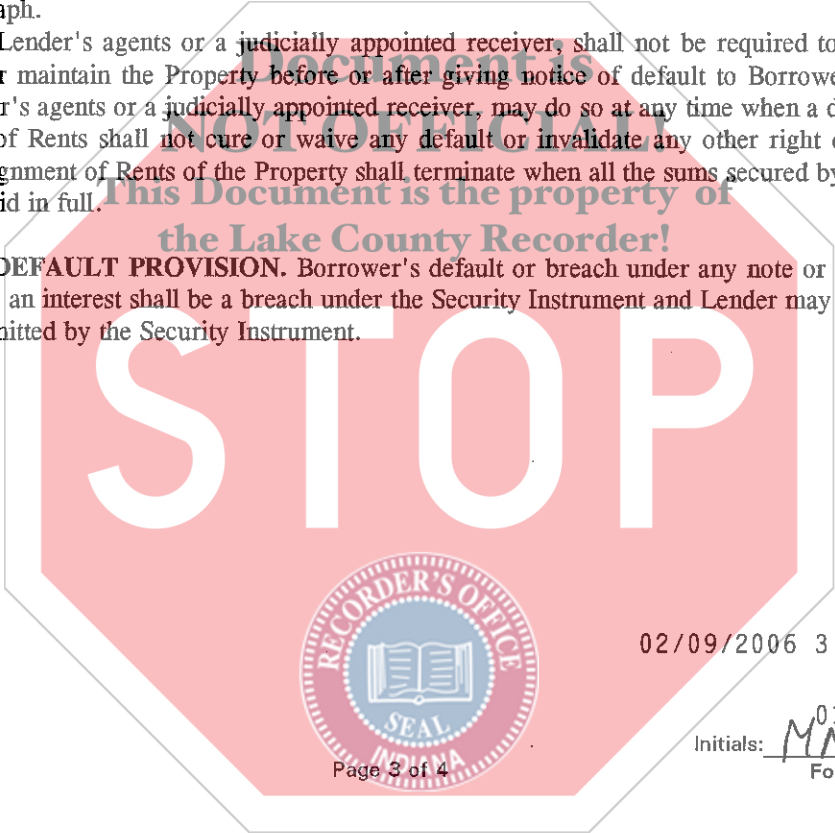 aph.
Lender's agents or a judicially appointed receiver, shall not be required to
r maintain the Property before or after giving notice of default to Borrowe
r's agents or a judicially appointed receiver, may do so at any time when a d
of Rents shall not cure or waive any default or invalidate any other right
gnment of Rents of the Property shall terminate when all the sums secured by
id in full.
Document is
NOT OFFICIAL!
This Document is the property of
the Lake County Recorder!
DEFAULT PROVISION. Borrower's default or breach under any note or
an interest shall be a breach under the Security Instrument and Lender may
nitted by the Security Instrument.
STOP
RECORDER'S OFFICE
SEAL
INDIANA
02/09/2006 3
Initials:
Page 3 of 4
Fo